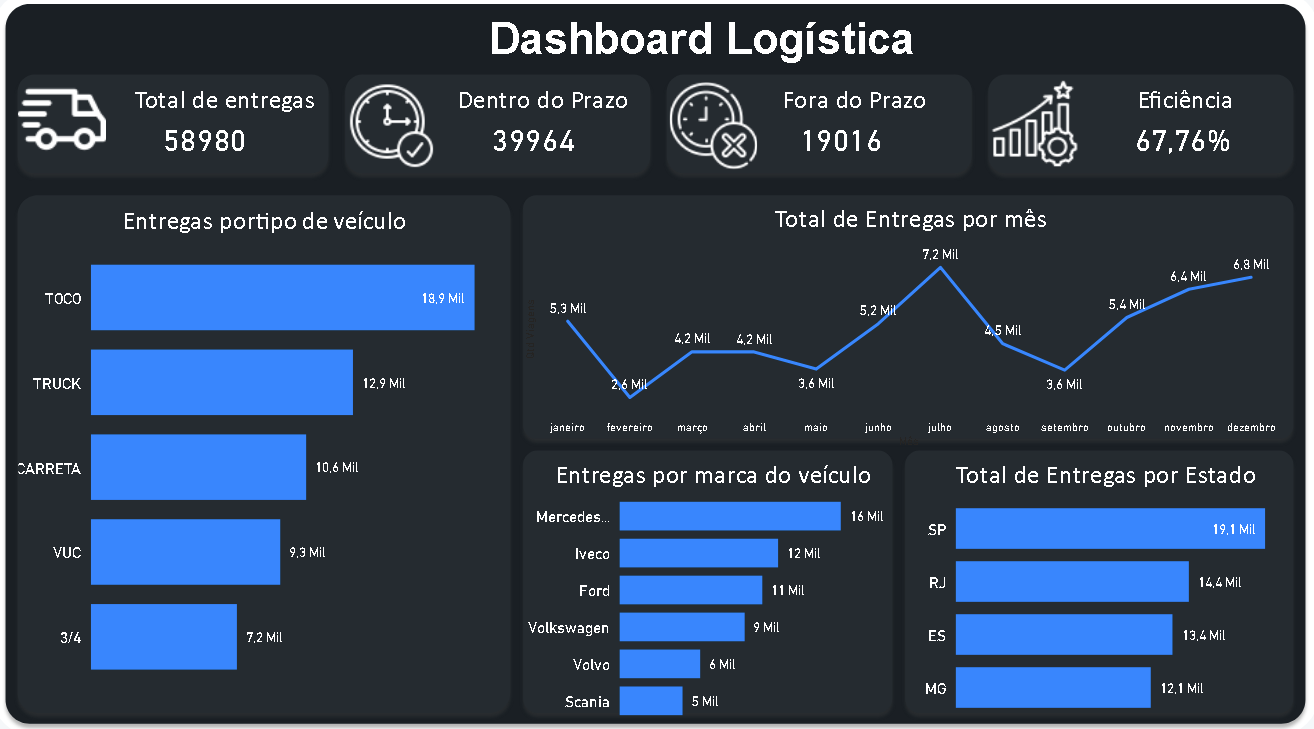 Dashboard Logística
Total de entregas
58980
Dentro do Prazo
39964
Fora do Prazo
19016
Eficiência
67,76%
Entregas portipo de veículo
TOCO
18,9 Mil
TRUCK
12,9 Mil
CARRETA
10,6 Mil
VUC
9,3 Mil
3/4
7,2 Mil
Total de Entregas por mês
5,3 Mil
2,6 Mil
4,2 Mil
4,2 Mil
3,6 Mil
5,2 Mil
7,2 Mil
4,5 Mil
3,6 Mil
5,4 Mil
6,4 Mil
6,8 Mil
janeiro
fevereiro
março
abril
maio
junho
julho
agosto
setembro
outubro
novembro
dezembro
Entregas por marca do veículo
Mercedes...
16 Mil
Iveco
12 Mil
Ford
11 Mil
Volkswagen
9 Mil
Volvo
6 Mil
Scania
5 Mil
Total de Entregas por Estado
SP
19,1 Mil
RJ
14,4 Mil
ES
13,4 Mil
MG
12,1 Mil